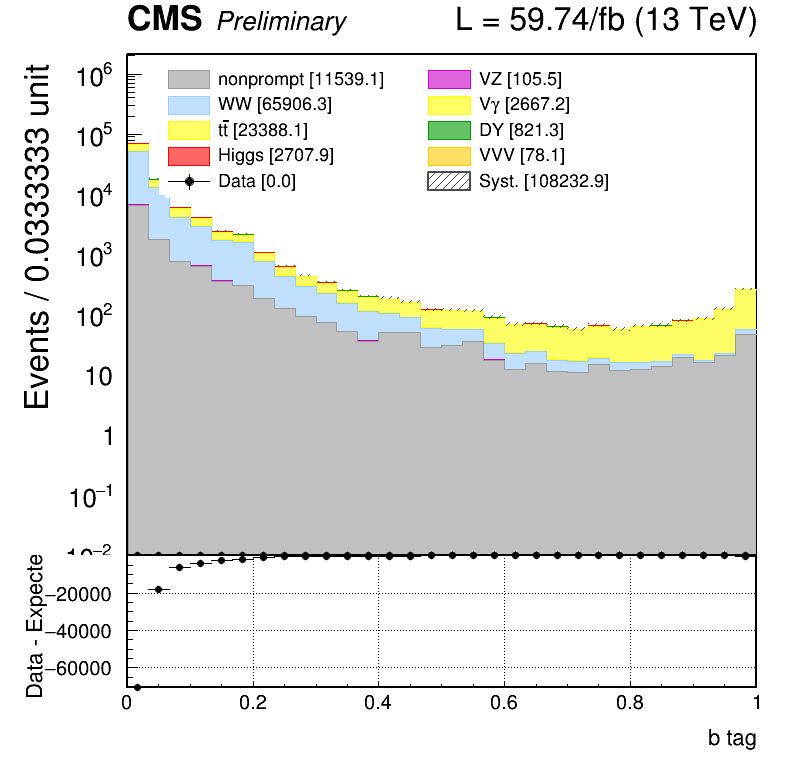 CMS Preliminary L = 59.74/fb (13 TeV)
Events / 0.0333333 unit
10⁶
10⁵
10⁴
10³
10²
10
1
10⁻¹
10⁻²
nonprompt [11539.1]
WW [65906.3]
tt̄ [23388.1]
Higgs [2707.9]
Data [0.0]
VZ [105.5]
Vγ [2667.2]
DY [821.3]
VVV [78.1]
Syst. [108232.9]
Data - Expecte
−20000
−40000
−60000
0 0.2 0.4 0.6 0.8 1
b tag